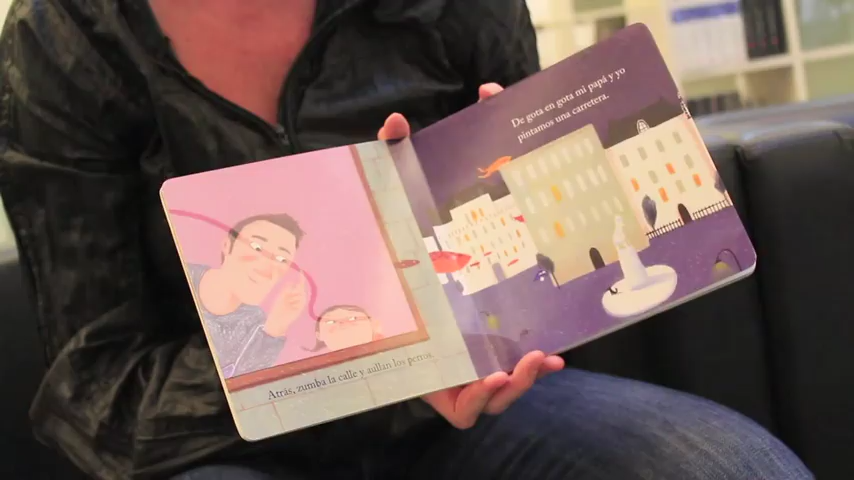 Atrás, zumba la calle y aullan los perros.
De gota en gota mi papá y yo
pintamos una carretera.